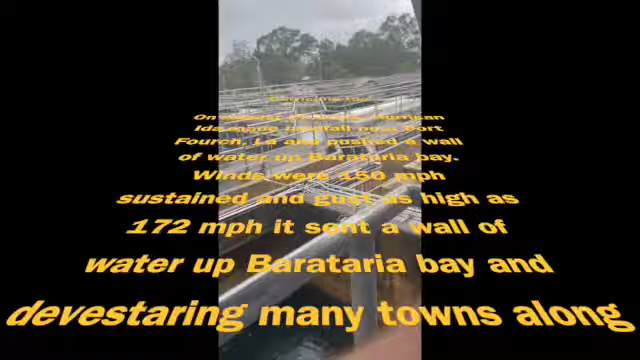 Ida made landfall near Port
Fourch, La and pushed a wall
of water up Barataria bay.
Winds were 150 mph
sustained and gust as high as
172 mph it sent a wall of
water up Barataria bay and
devestaring many towns along